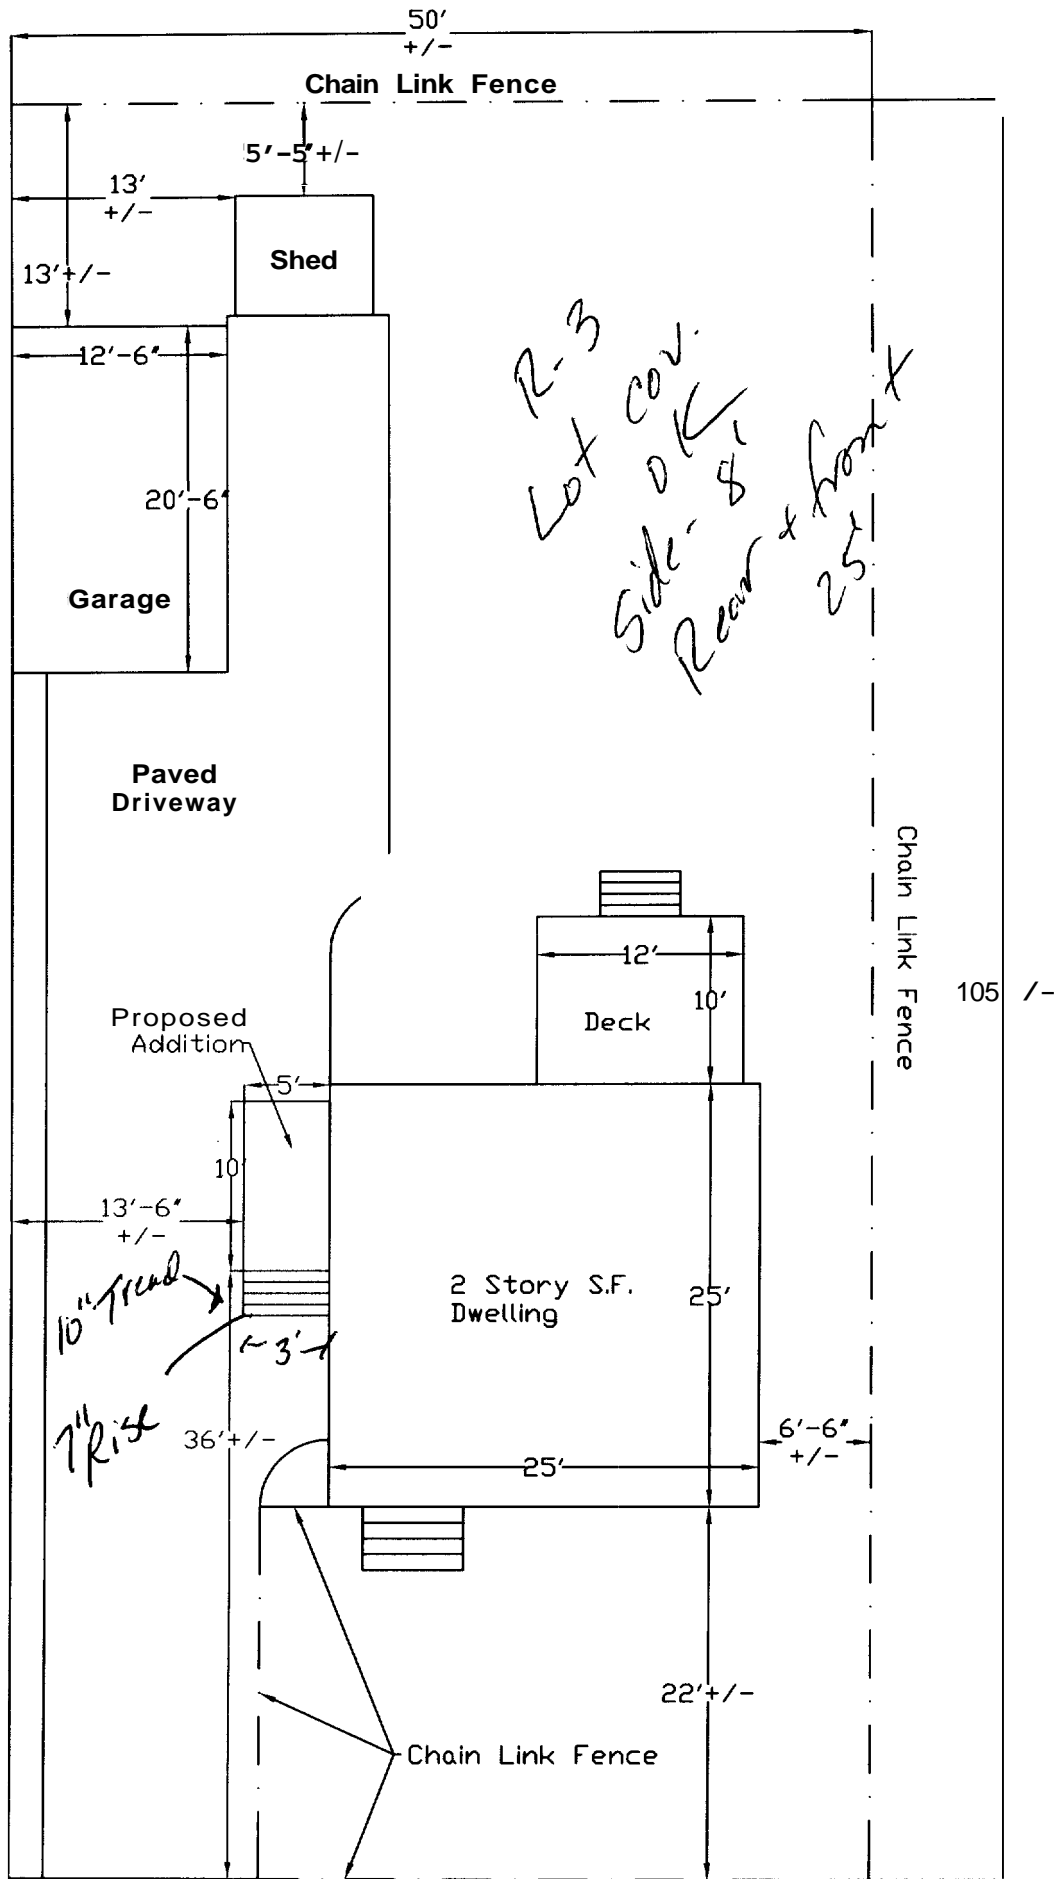 50'
+/-
Chain Link Fence
5'-5"+/-
13'
+/-
Shed
13'+/-
12'-6"
R-3
Lot Cov.
OK
Side - 8'
Rear + front
25'
20'-6"
Garage
Paved
Driveway
Chain Link Fence
12'
10'
Deck
105 /-
Proposed
Addition
5'
10'
13'-6"
+/-
2 Story S.F.
Dwelling
25'
10" Tread
3'
7" Rise
36'+/-
25'
6'-6"
+/-
22'+/-
Chain Link Fence